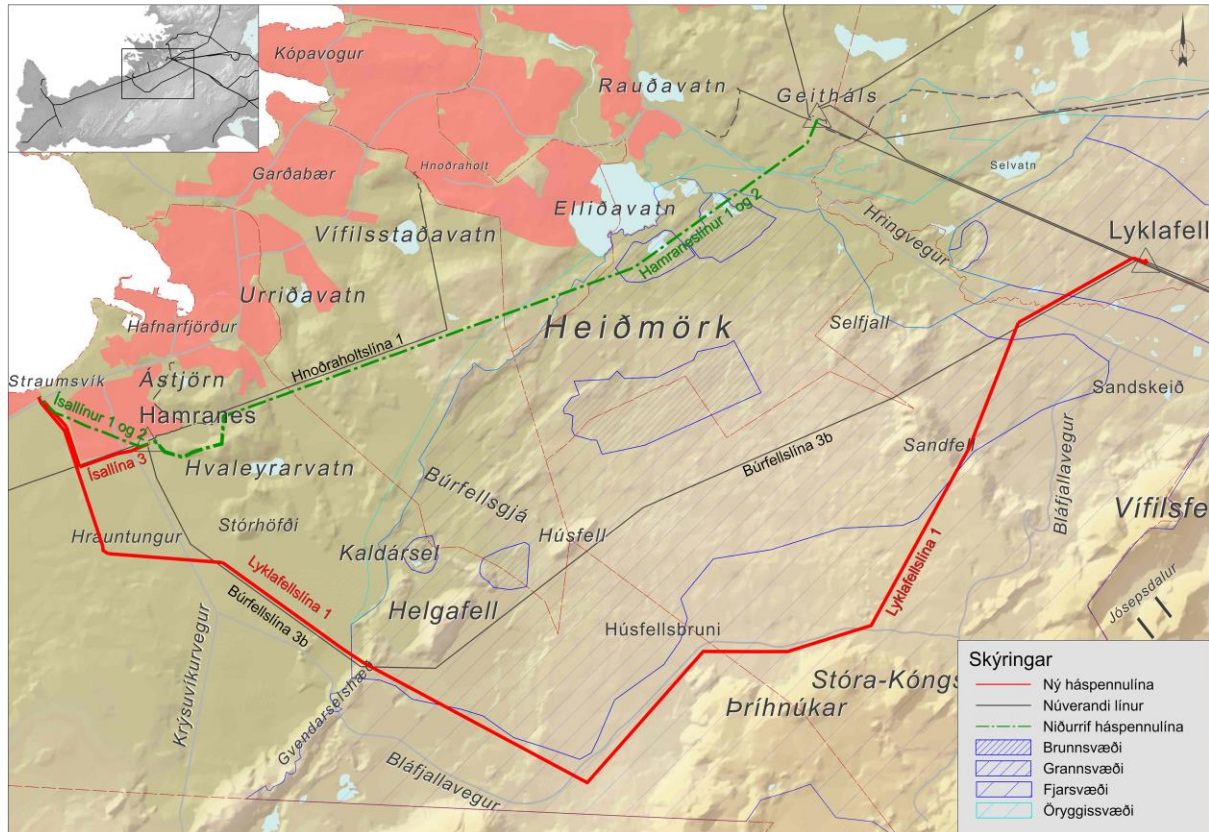 Kópavogur
Rauðavatn
Geitháls
Garðabær
Hnoðraholt
Selvatn
Elliðavatn
Vífilsstaðavatn
Hamraneslínur 1 og 2
Hringvegur
Lyklafell
Urriðavatn
Hafnarfjörður
Heiðmörk
Selfjall
Hnoðraholtslína 1
Straumsvík
Ástjörn
Sandskeið
Ísallínur 1 og 2
Hamranes
Sandfell
Ísallína 3
Hvaleyrarvatn
Búrfellslína 3b
Bláfjallavegur
Búrfellsgjá
Vífilsfe
Stórhöfði
Húsfell
Hrauntungur
Kaldársel
Lyklafellslína 1
Lyklafellslína 1
Helgafell
Jósepsdalur
Búrfellslína 3b
Húsfellsbruni
Krýsuvíkurvegur
Gvendarselshæð
Stóra-Kóngs
Þríhnúkar
Bláfjallavegur
Skýringar
Ný háspennulína
Núverandi línur
Niðurrif háspennulína
Brunnsvæði
Grannsvæði
Fjarsvæði
Öryggissvæði
N